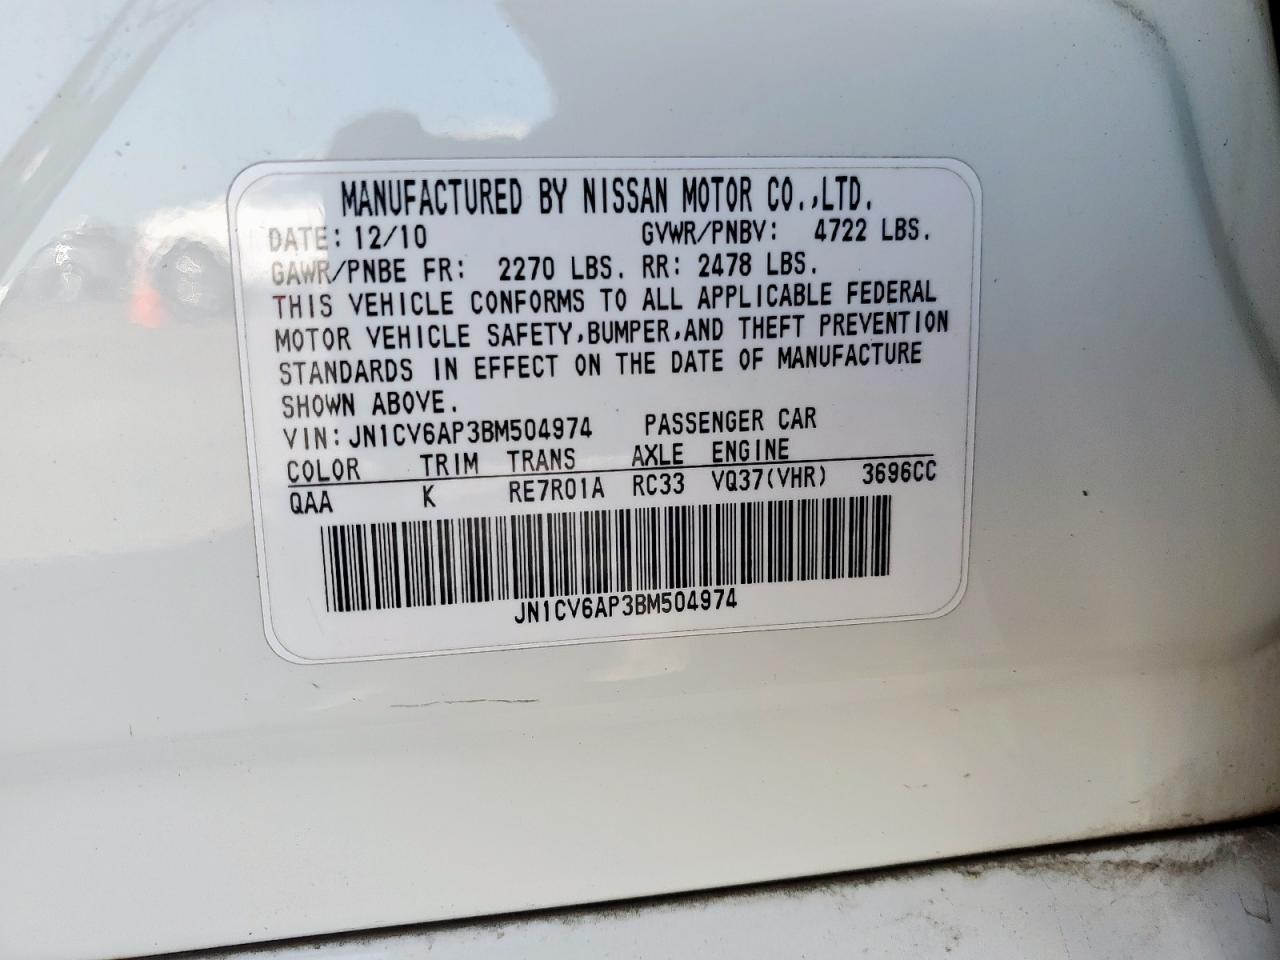 MANUFACTURED BY NISSAN MOTOR CO.,LTD.
DATE: 12/10 GVWR/PNBV: 4722 LBS.
GAWR/PNBE FR: 2270 LBS. RR: 2478 LBS.
THIS VEHICLE CONFORMS TO ALL APPLICABLE FEDERAL
MOTOR VEHICLE SAFETY,BUMPER,AND THEFT PREVENTION
STANDARDS IN EFFECT ON THE DATE OF MANUFACTURE
SHOWN ABOVE.
VIN: JN1CV6AP3BM504974 PASSENGER CAR
COLOR TRIM TRANS AXLE ENGINE
QAA K RE7R01A RC33 VQ37(VHR) 3696CC
JN1CV6AP3BM504974